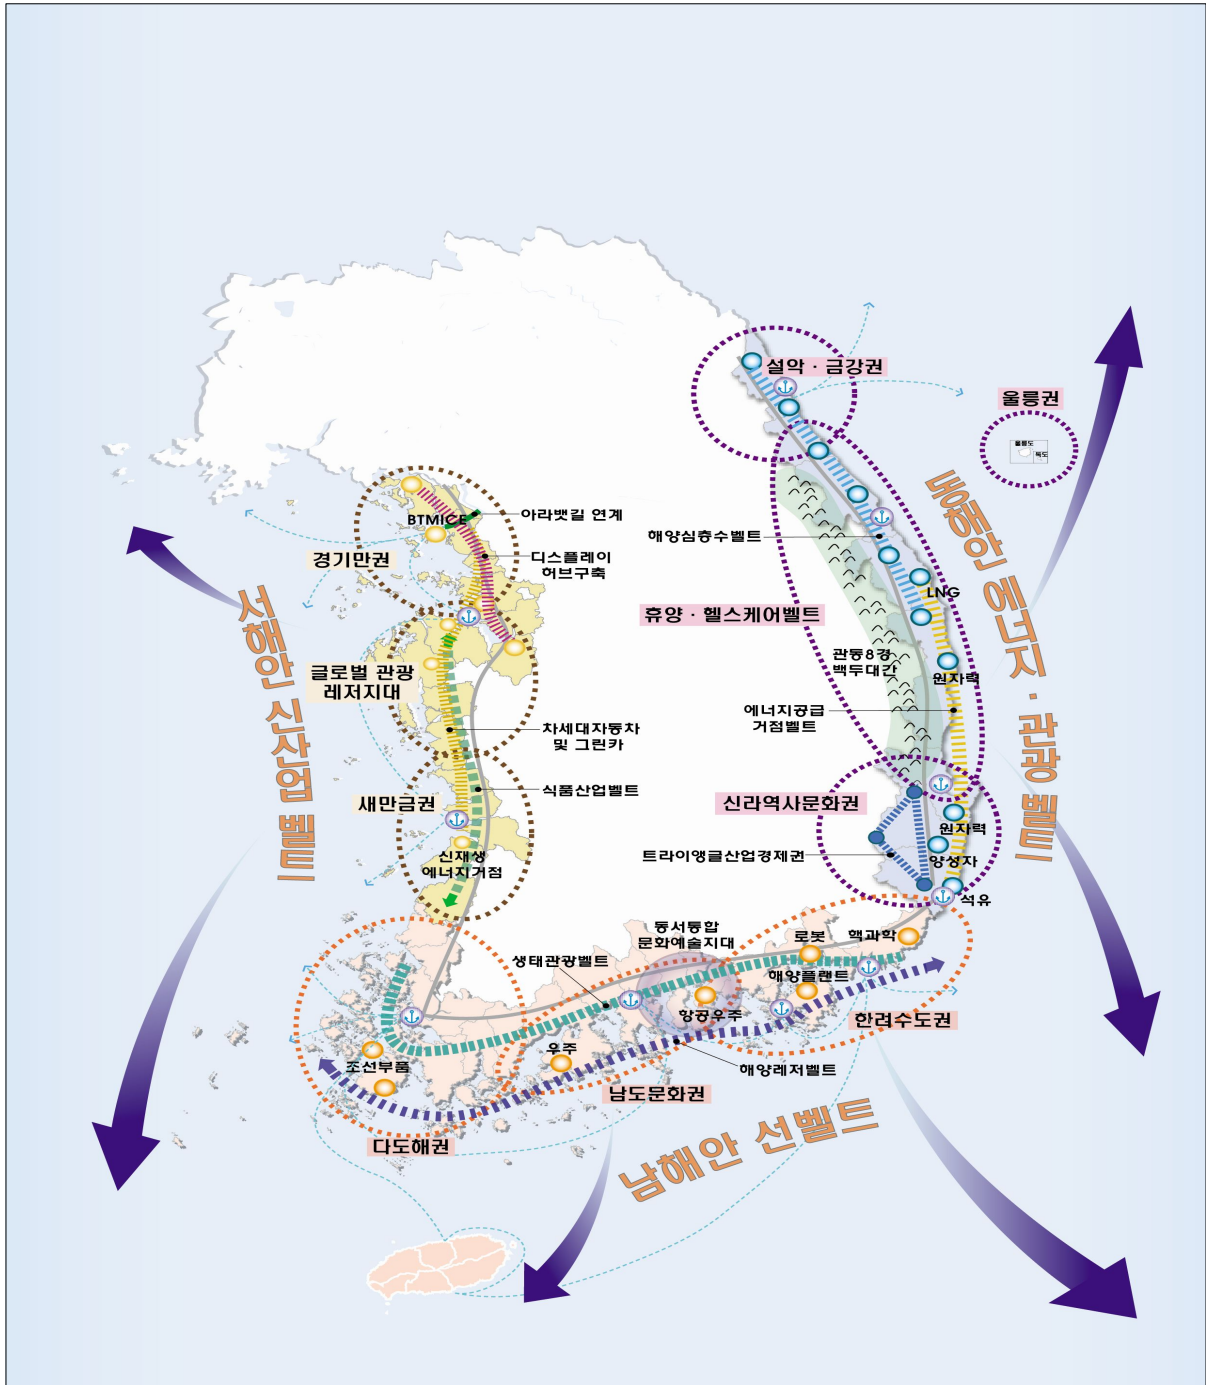 설악 · 금강권
울릉권
울릉도
독도
동해안 에너지 · 관광 벨트
BTMICE
아라뱃길 연계
경기만권
디스플레이
허브구축
해양심층수벨트
LNG
서해안 신산업 벨트
휴양 · 헬스케어벨트
글로벌 관광
레저지대
관동8경
백두대간
원자력
에너지공급
거점벨트
차세대자동차
및 그린카
식품산업벨트
새만금권
신라역사문화권
원자력
신재생
에너지거점
트라이앵글산업경제권
양성자
석유
동서통합
문화예술지대
로봇
핵과학
생태관광벨트
해양플랜트
항공우주
한려수도권
우주
조선부품
해양레저벨트
남도문화권
다도해권
남해안 선벨트